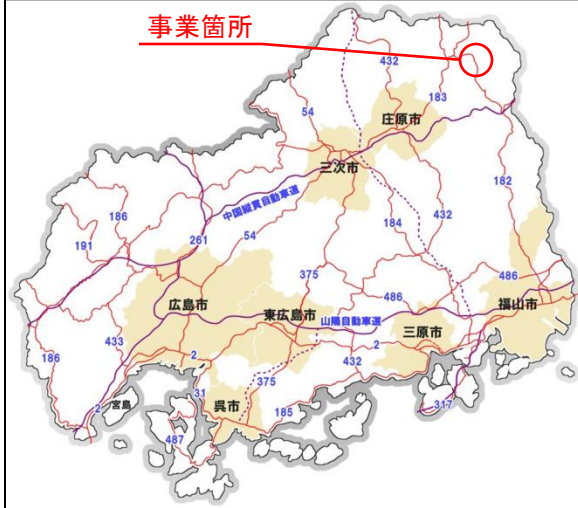 事業箇所
432
183
54
庄原市
三次市
182
中国縦貫自動車道
186
432
191
261
54
184
375
486
広島市
486
福山市
東広島市
山陽自動車道
三原市
433
186
2
2
432
375
31
2
宮島
呉市
185
317
487